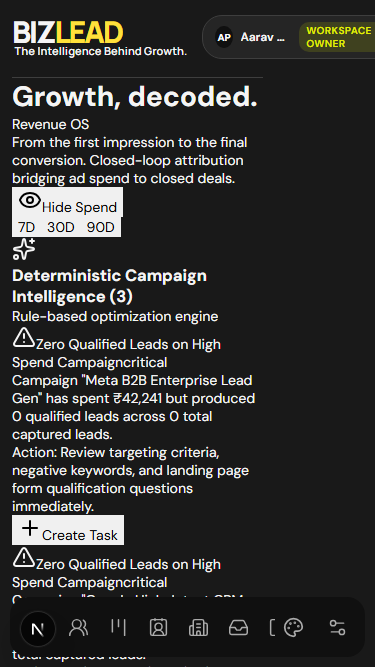 BIZLEAD
The Intelligence Behind Growth.
AP Aarav ...
WORKSPACE
OWNER
Growth, decoded.
Revenue OS
From the first impression to the final
conversion. Closed-loop attribution
bridging ad spend to closed deals.
Hide Spend
7D 30D 90D
Deterministic Campaign
Intelligence (3)
Rule-based optimization engine
Zero Qualified Leads on High
Spend Campaigncritical
Campaign "Meta B2B Enterprise Lead
Gen" has spent ₹42,241 but produced
0 qualified leads across 0 total
captured leads.
Action: Review targeting criteria,
negative keywords, and landing page
form qualification questions
immediately.
Create Task
Zero Qualified Leads on High
Spend Campaigncritical
N
total captured leads.